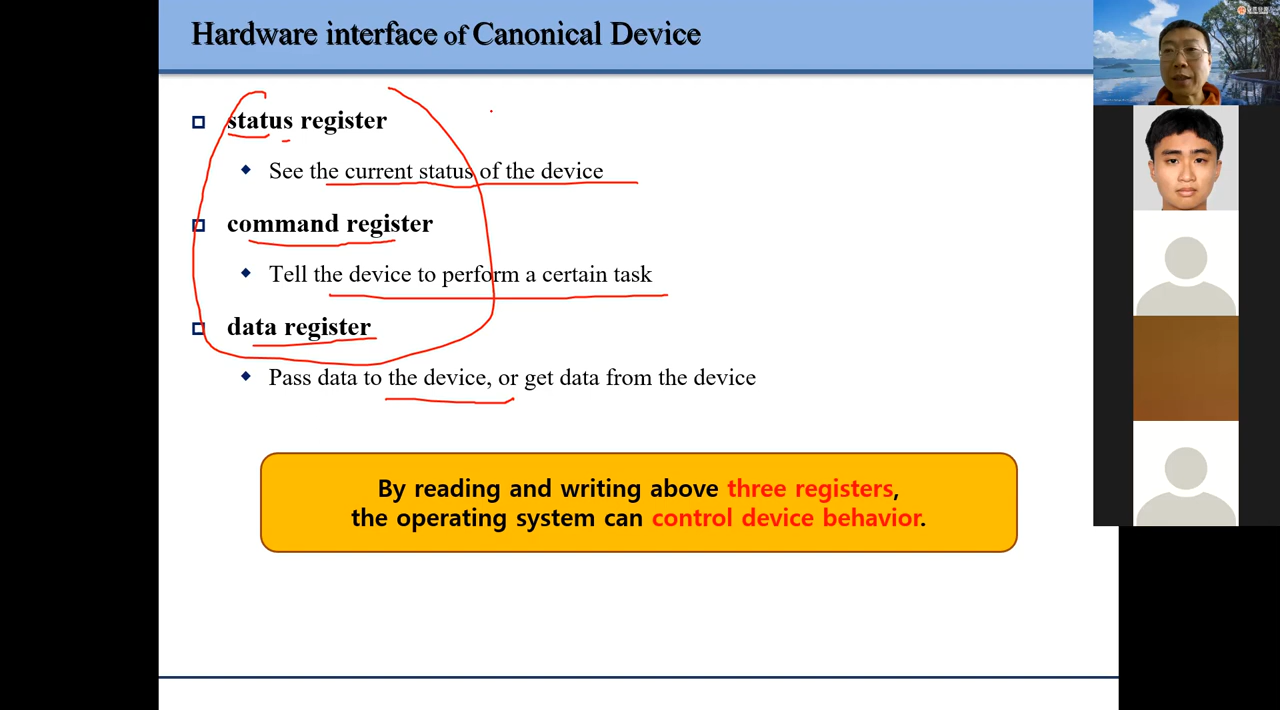 Hardware interface of Canonical Device
status register
See the current status of the device
command register
Tell the device to perform a certain task
data register
Pass data to the device, or get data from the device
By reading and writing above three registers,
the operating system can control device behavior.